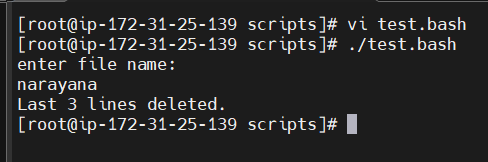 [root@ip-172-31-25-139 scripts]# vi test.bash
[root@ip-172-31-25-139 scripts]# ./test.bash
enter file name:
narayana
Last 3 lines deleted.
[root@ip-172-31-25-139 scripts]#